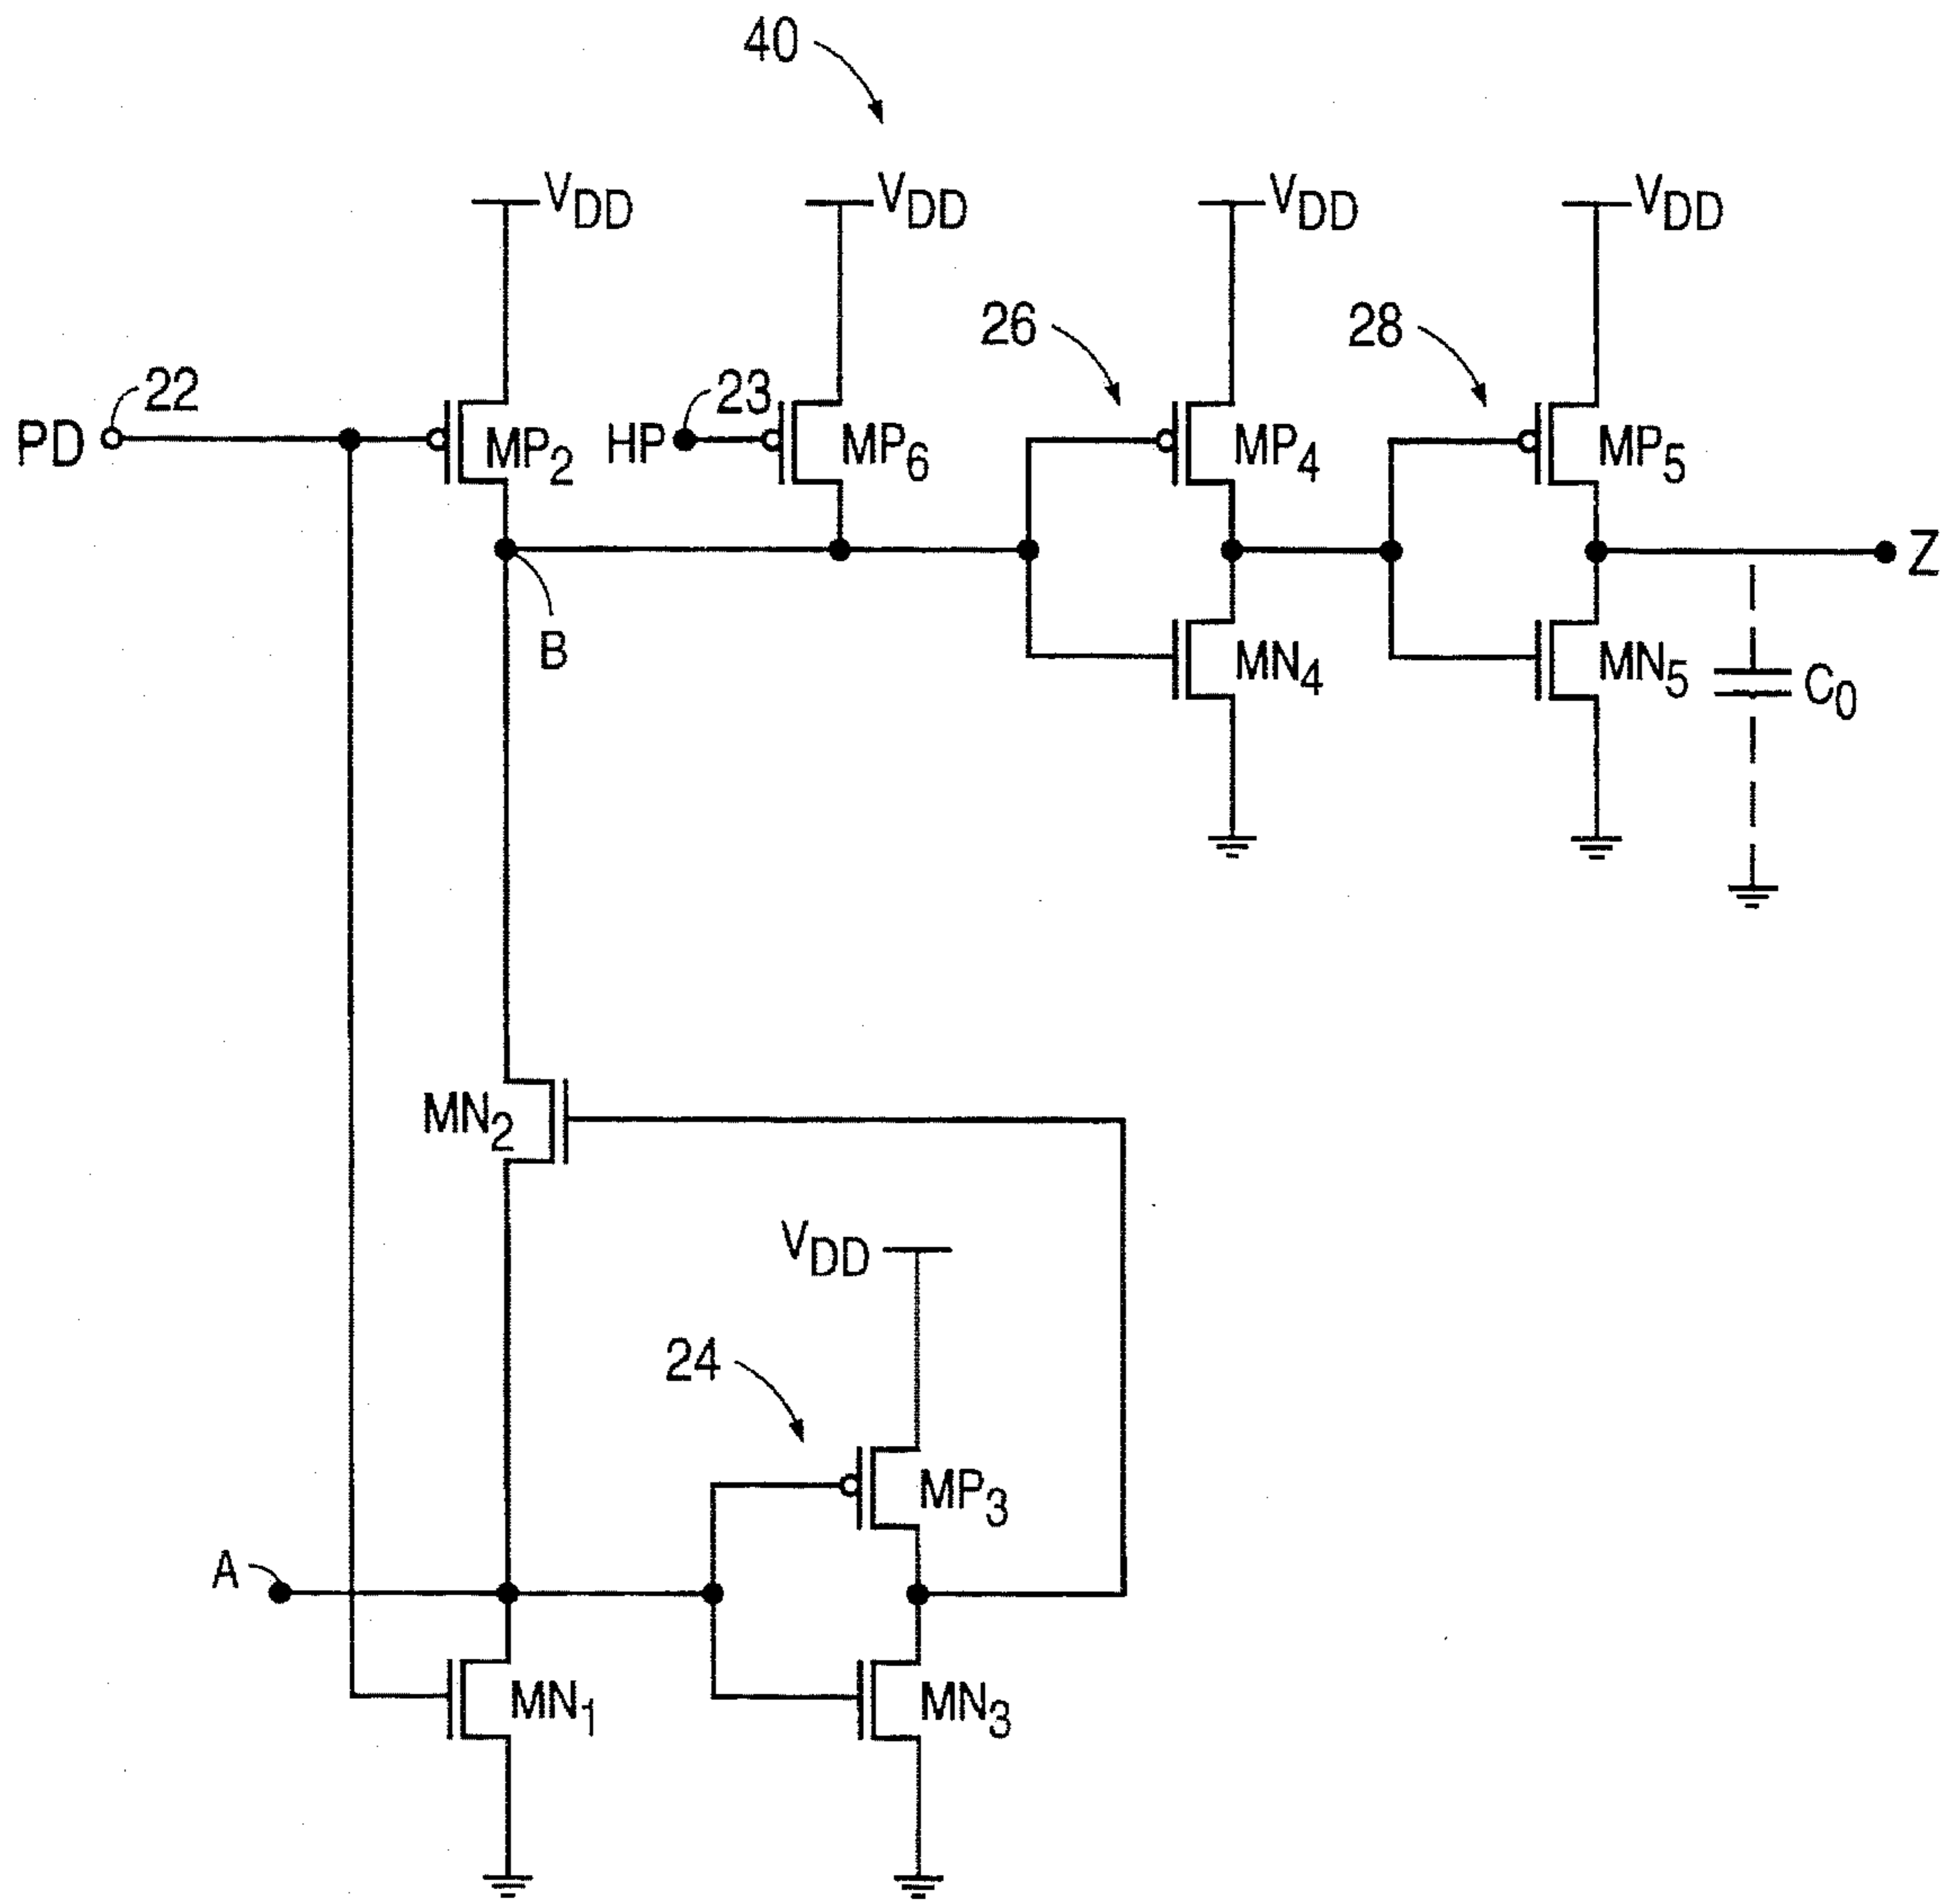 40
VDD VDD VDD VDD
26 28
22 23
PD MP2 HP MP6 MP4 MP5
Z
B
MN4 MN5 C0
MN2
VDD
24
MP3
A
MN1 MN3